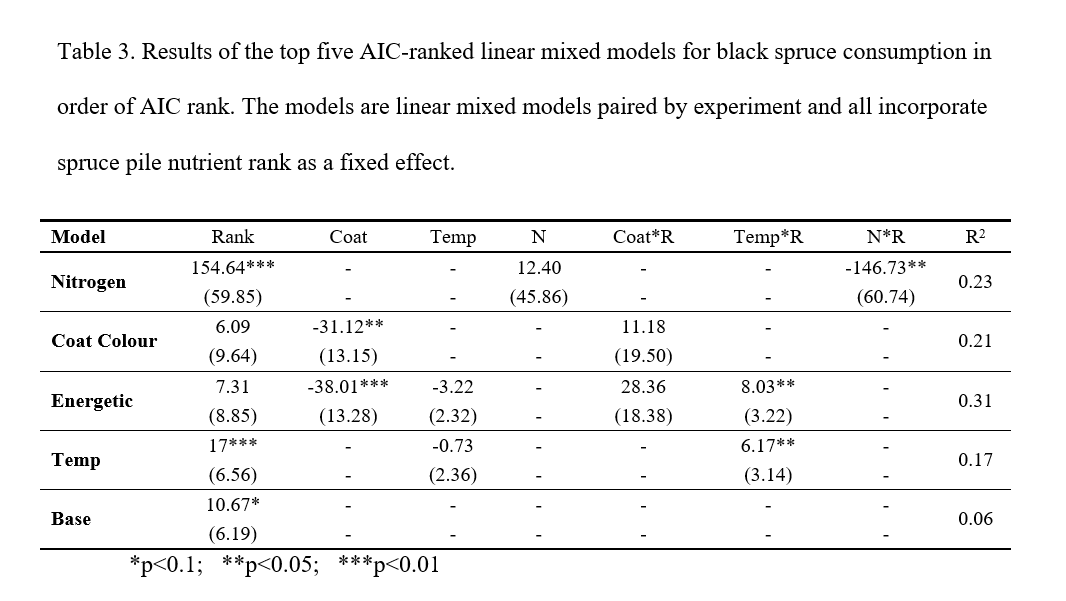 Table 3. Results of the top five AIC-ranked linear mixed models for black spruce consumption in
order of AIC rank. The models are linear mixed models paired by experiment and all incorporate
spruce pile nutrient rank as a fixed effect.
Model Rank Coat Temp N Coat*R Temp*R N*R R²
Nitrogen 154.64*** - - 12.40 - - -146.73** 0.23
(59.85) - - (45.86) - - (60.74)
Coat Colour 6.09 -31.12** - - 11.18 - - 0.21
(9.64) (13.15) - - (19.50) - -
Energetic 7.31 -38.01*** -3.22 - 28.36 8.03** - 0.31
(8.85) (13.28) (2.32) - (18.38) (3.22) -
Temp 17*** - -0.73 - - 6.17** - 0.17
(6.56) - (2.36) - - (3.14) -
Base 10.67* - - - - - - 0.06
(6.19) - - - - - -
*p<0.1; **p<0.05; ***p<0.01